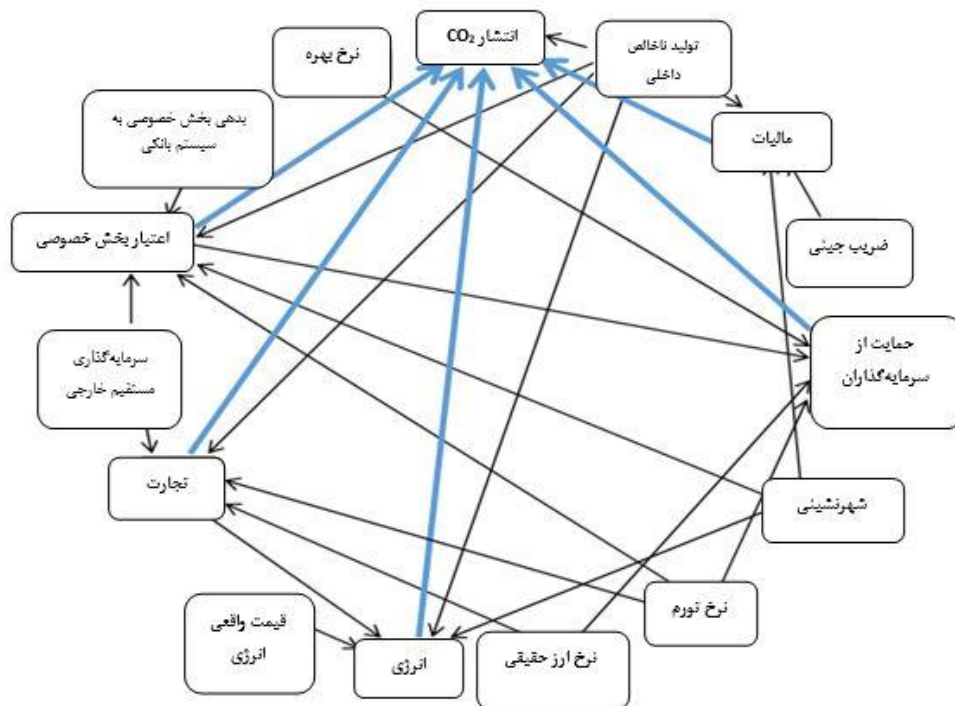 انتشار CO₂
تولید ناخالص
داخلی
نرخ بهره
بدهی بخش خصوصی به
سیستم بانکی
مالیات
اعتبار بخش خصوصی
ضریب جینی
حمایت از
سرمایه‌گذاران
سرمایه‌گذاری
مستقیم خارجی
تجارت
شهرنشینی
نرخ تورم
قیمت واقعی
انرژی
انرژی
نرخ ارز حقیقی